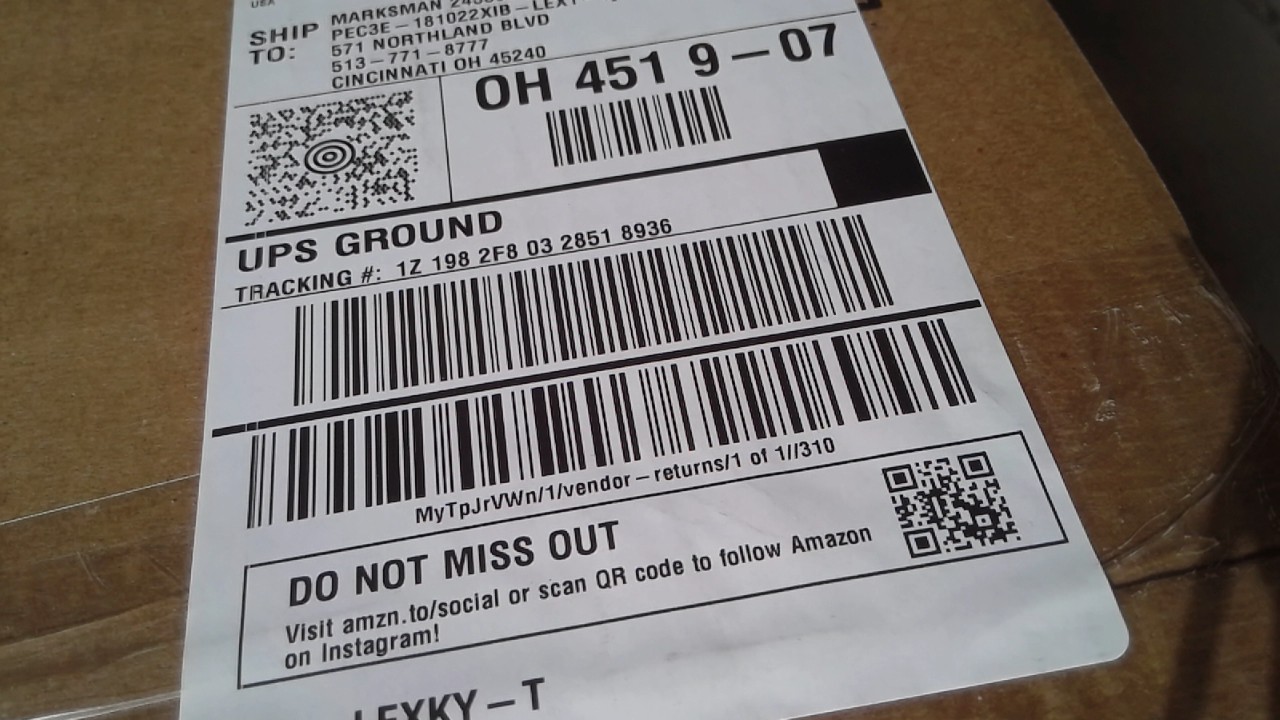 USA
SHIP TO:
MARKSMAN
PEC3E-181022XIB-LEXT
571 NORTHLAND BLVD
513-771-8777
CINCINNATI OH 45240
OH 451 9-07
UPS GROUND
TRACKING #: 1Z 198 2F8 03 2851 8936
MyTpJrVWn/1/vendor-returns/1 of 1//310
DO NOT MISS OUT
Visit amzn.to/social or scan QR code to follow Amazon
on Instagram!
LEXKY-T